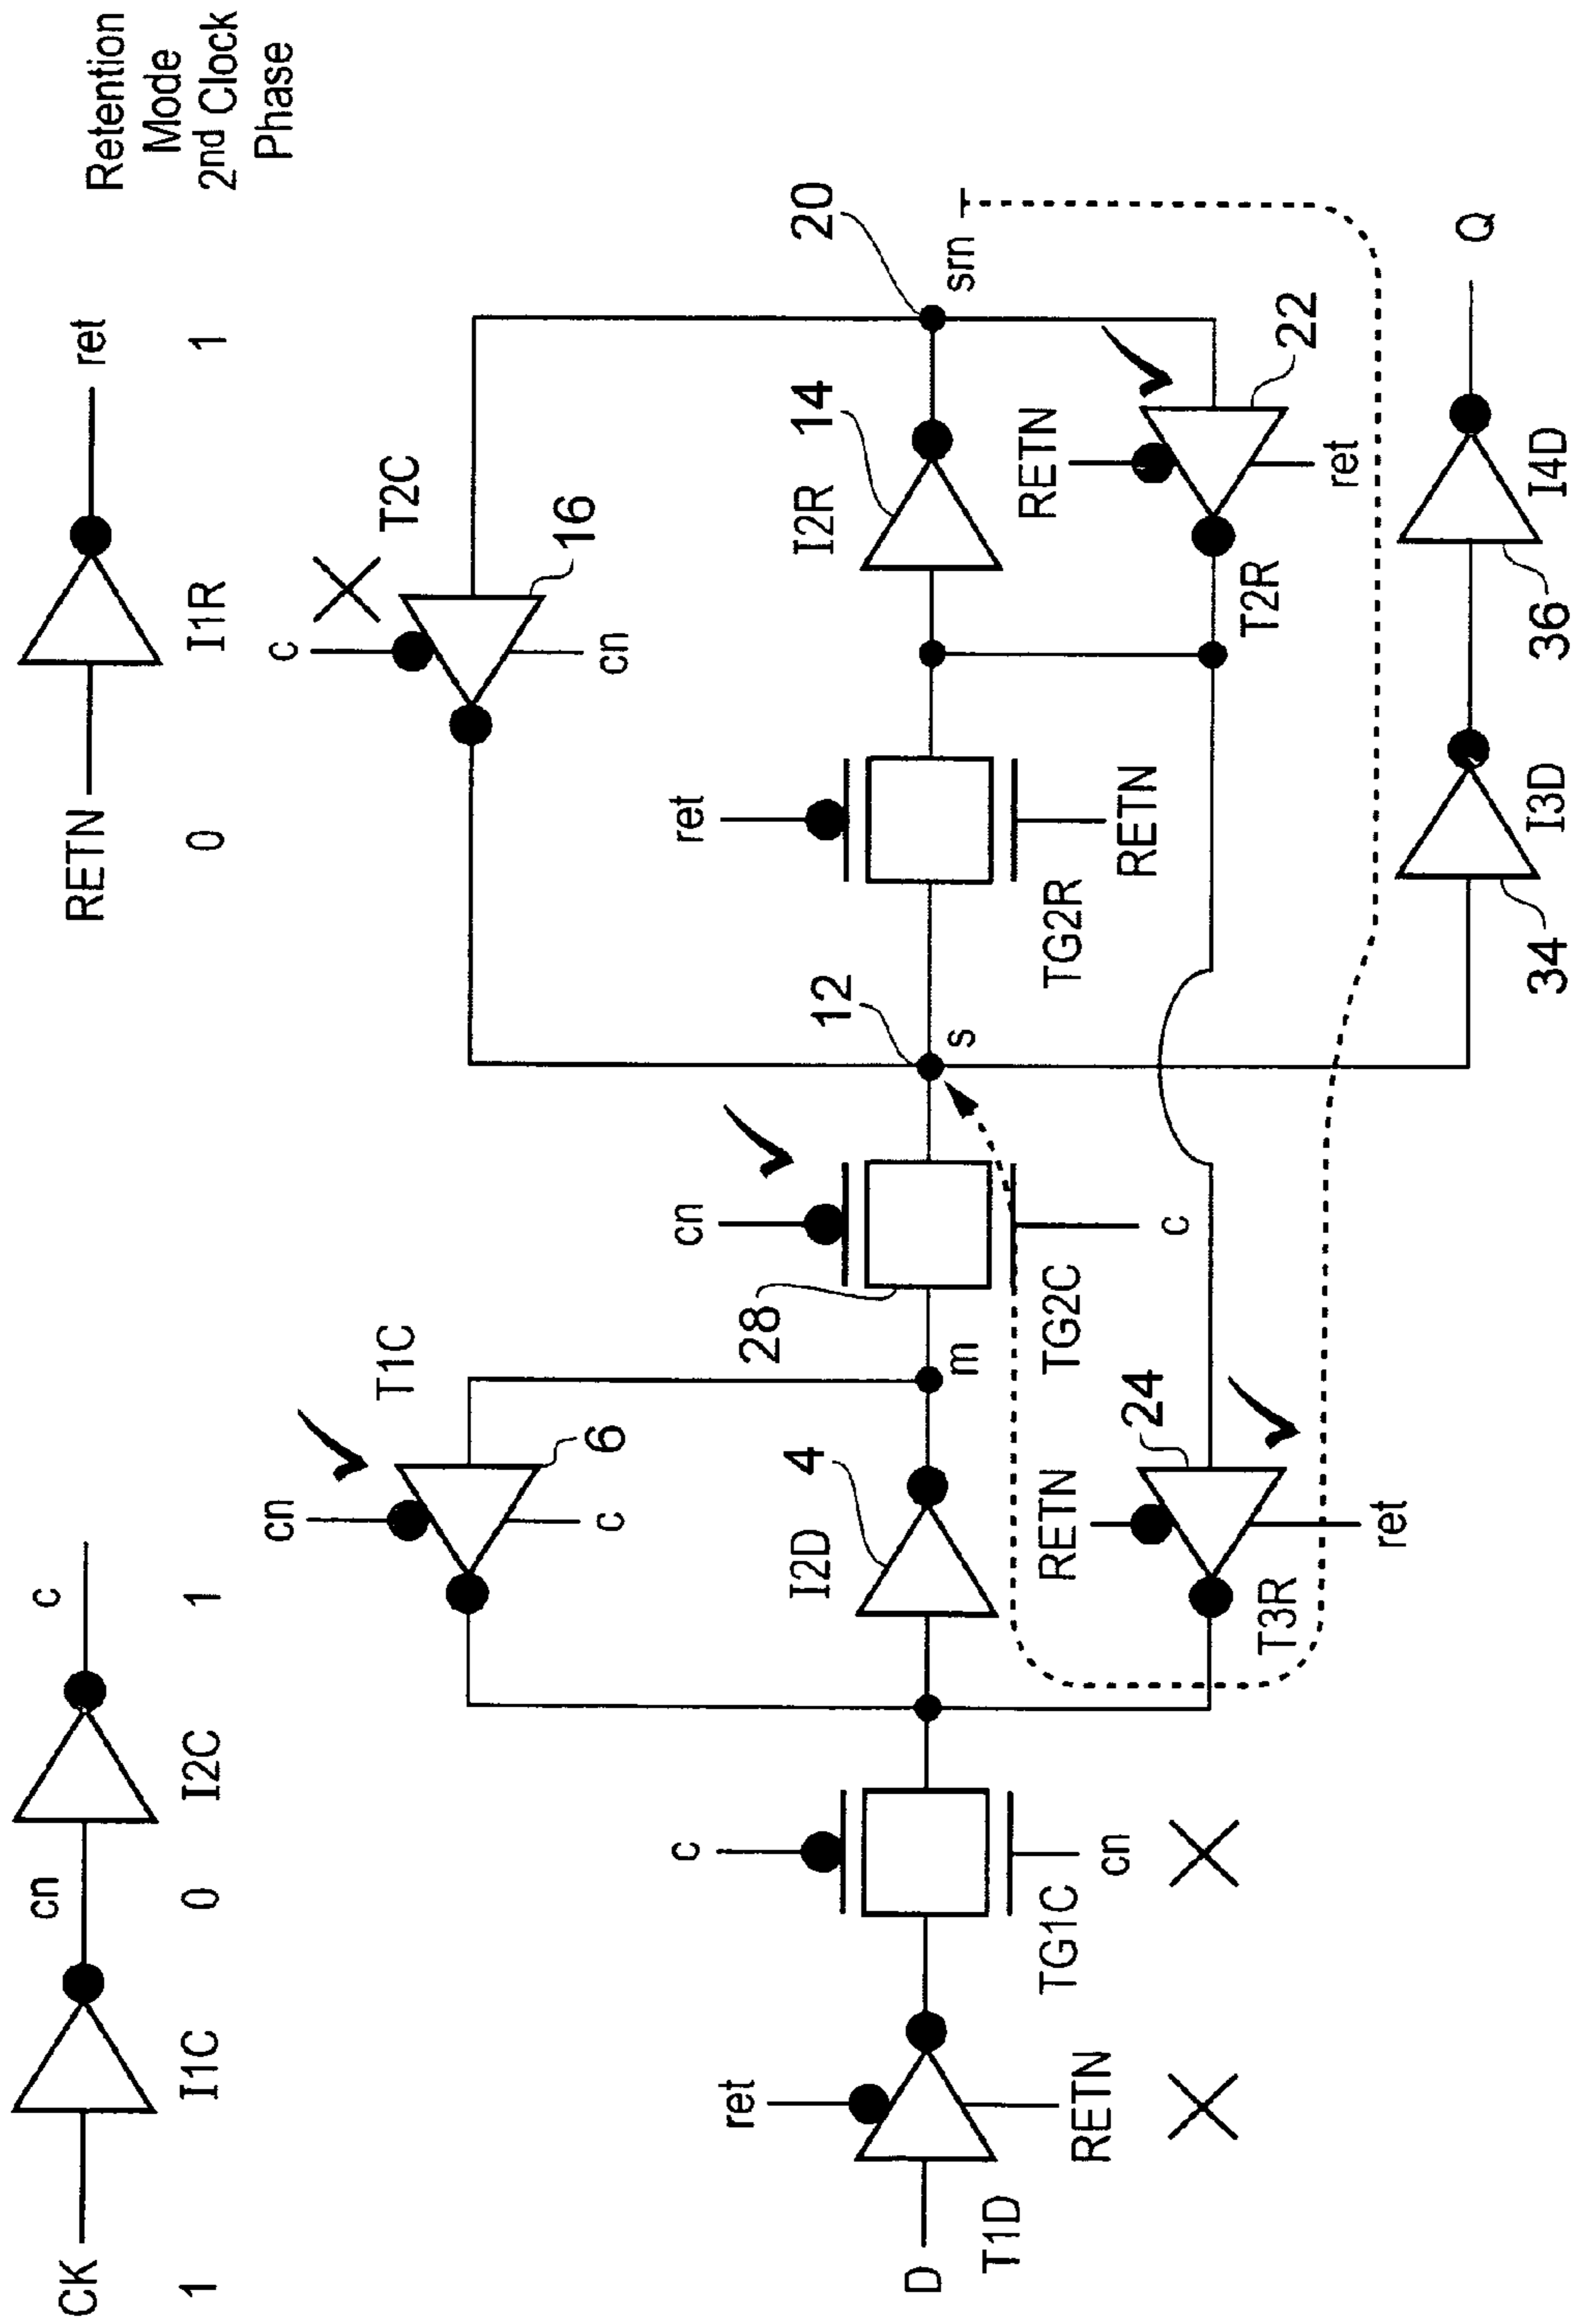 CK
I1C
cn
I2C
c
1
0
1
RETN
I1R
ret
0
1
Retention
Mode
2nd Clock
Phase
cn
T1C
6
c
c
T2C
16
cn
D
T1D
ret
RETN
c
TG1C
cn
I2D
4
m
28
cn
TG2C
c
12
s
ret
TG2R
RETN
I2R
14
20
srn
RETN
24
T3R
ret
RETN
22
T2R
ret
34
I3D
36
I4D
Q